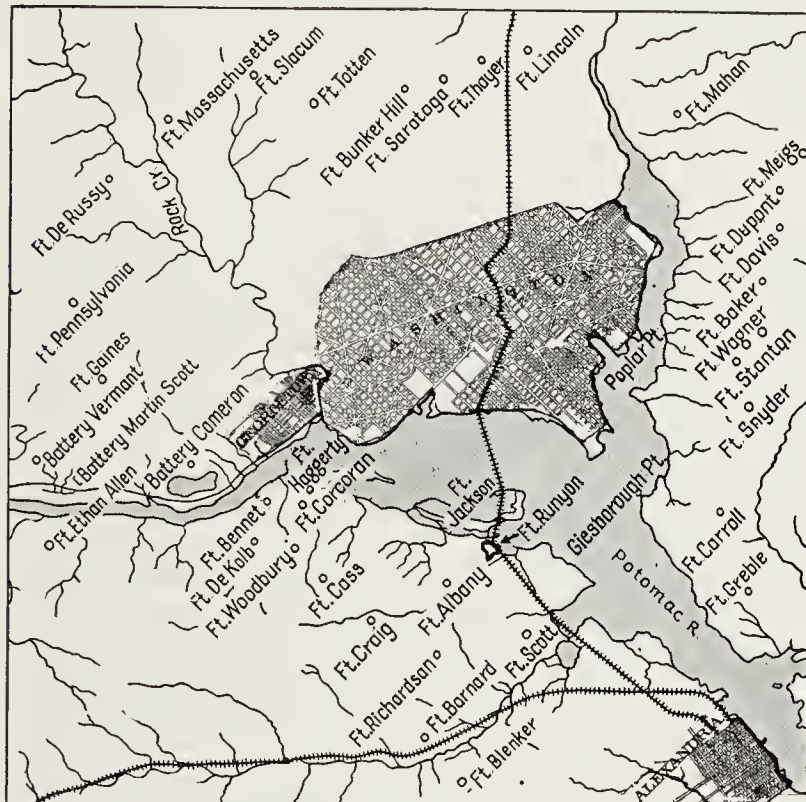 Ft. Massachusetts
Ft. Slacum
Ft. Totten
Ft. Bunker Hill
Ft. Saratoga
Ft. Thayer
Ft. Lincaln
Ft. Mahan
Ft. Meigs
Ft. Dupont
Ft. Davis
Ft. Baker
Ft. Wagner
Ft. Stanton
Ft. Snyder
Ft. De Russy
Rock Cr.
Ft. Pennsylvania
Ft. Gaines
Battery Vermont
Battery Martin Scott
Battery Cameron
Ft. Ethan Allen
WASHINGTON
Poplar Pt.
Ft. Haggerty
Ft. Corcoran
Ft. Bennet
Ft. De Kolb
Ft. Woodbury
Ft. Cass
Ft. Craig
Ft. Albany
Ft. Jackson
Ft. Runyon
Giesborough Pt.
Potomac R.
Ft. Carroll
Ft. Greble
Ft. Richardson
Ft. Barnard
Ft. Scott
Ft. Blenker
ALEXANDRIA